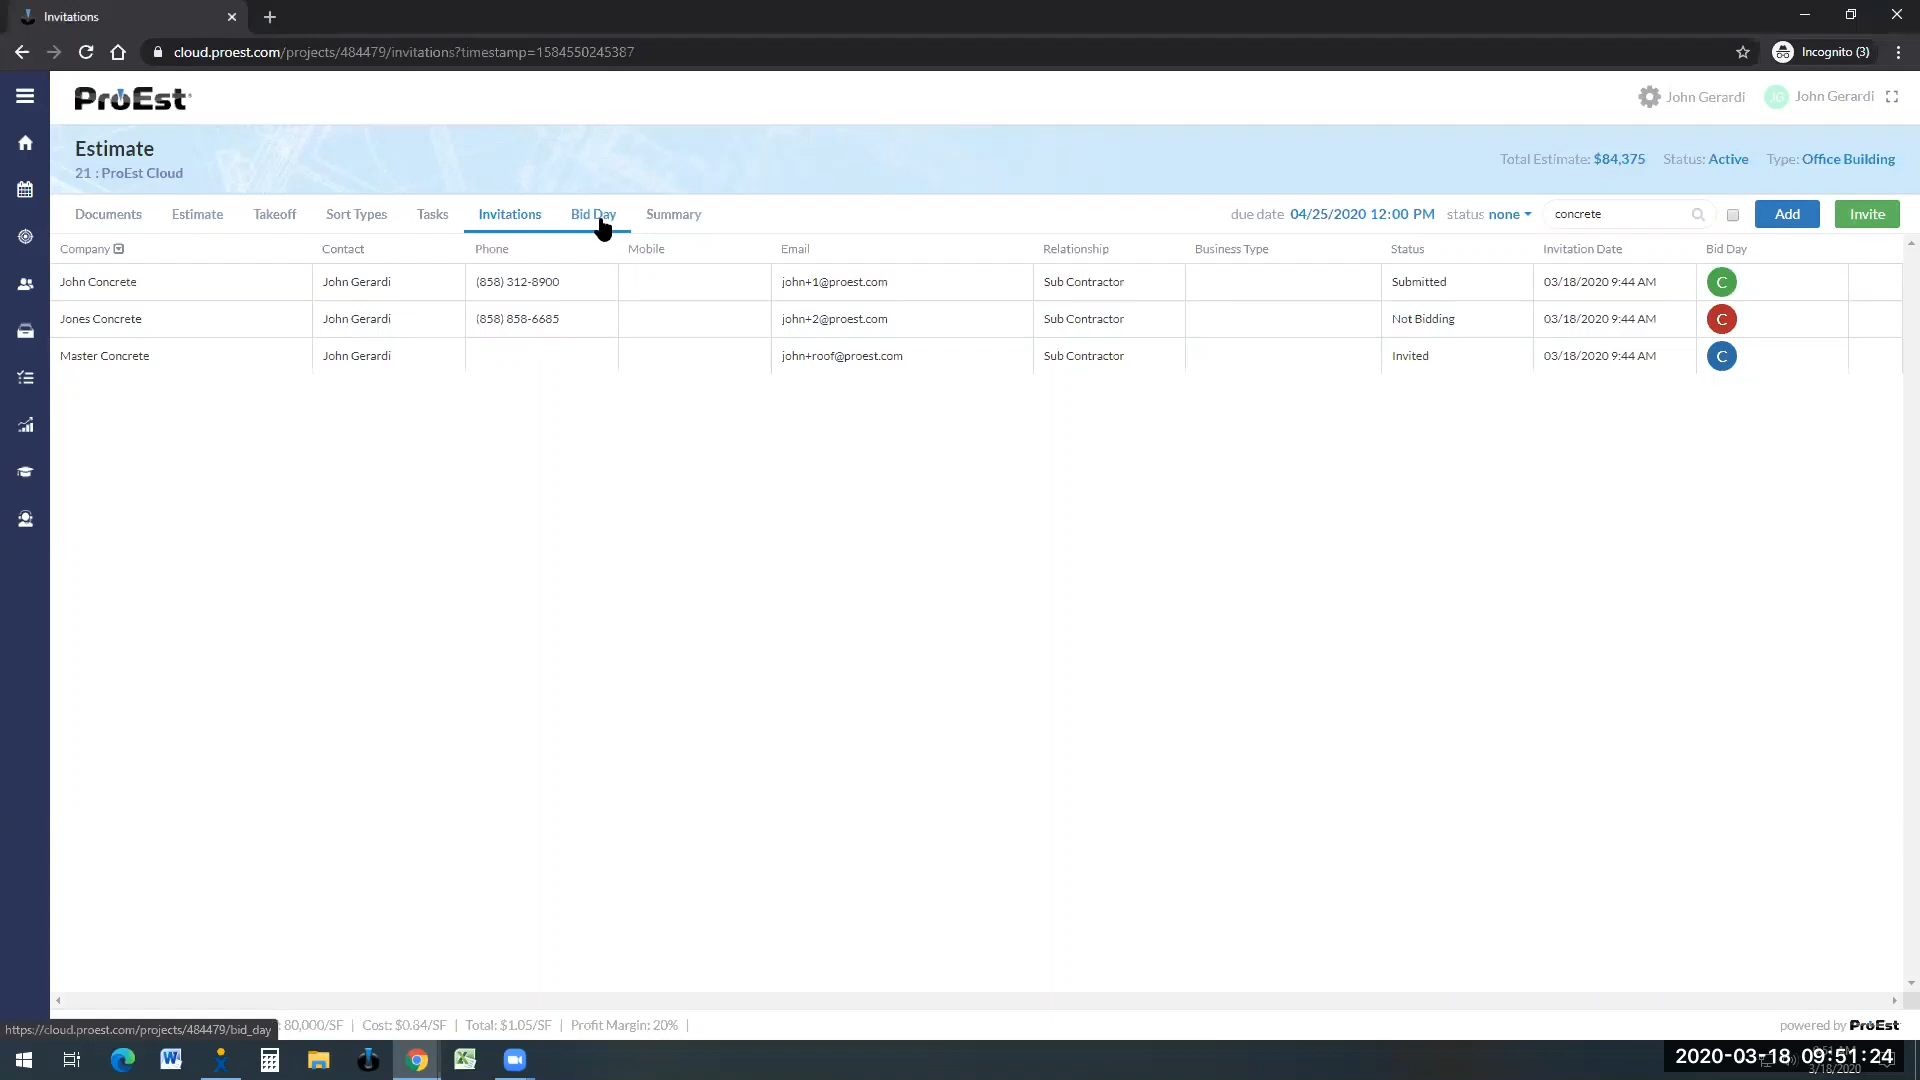 Invitations
cloud.proest.com/projects/484479/invitations?timestamp=1584550245387
Incognito (3)
ProEst
John Gerardi
JG
John Gerardi
Estimate
21 : ProEst Cloud
Total Estimate: $84,375 Status: Active Type: Office Building
Documents Estimate Takeoff Sort Types Tasks Invitations Bid Day Summary
due date 04/25/2020 12:00 PM status none concrete Add Invite
Company Contact Phone Mobile Email Relationship Business Type Status Invitation Date Bid Day
John Concrete John Gerardi (858) 312-8900 john+1@proest.com Sub Contractor Submitted 03/18/2020 9:44 AM C
Jones Concrete John Gerardi (858) 858-6685 john+2@proest.com Sub Contractor Not Bidding 03/18/2020 9:44 AM C
Master Concrete John Gerardi john+roof@proest.com Sub Contractor Invited 03/18/2020 9:44 AM C
https://cloud.proest.com/projects/484479/bid_day
: 80,000/SF | Cost: $0.84/SF | Total: $1.05/SF | Profit Margin: 20% |
powered by ProEst
2020-03-18 09:51:24
3/18/2020